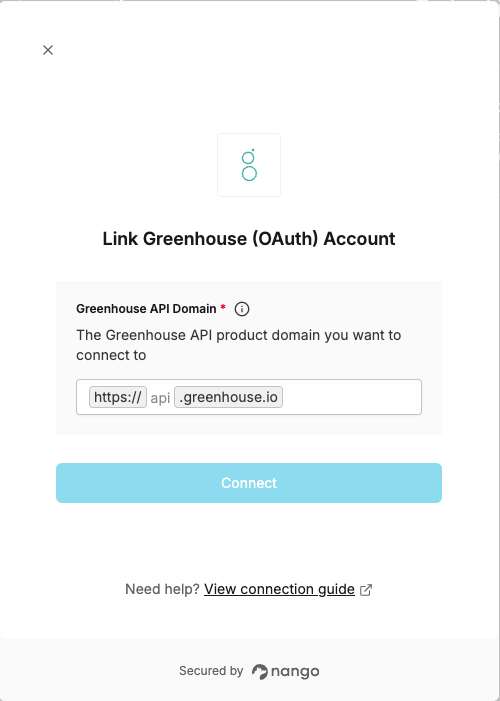 Link Greenhouse (OAuth) Account
Greenhouse API Domain *
The Greenhouse API product domain you want to
connect to
https:// api .greenhouse.io
Connect
Need help? View connection guide
Secured by nango